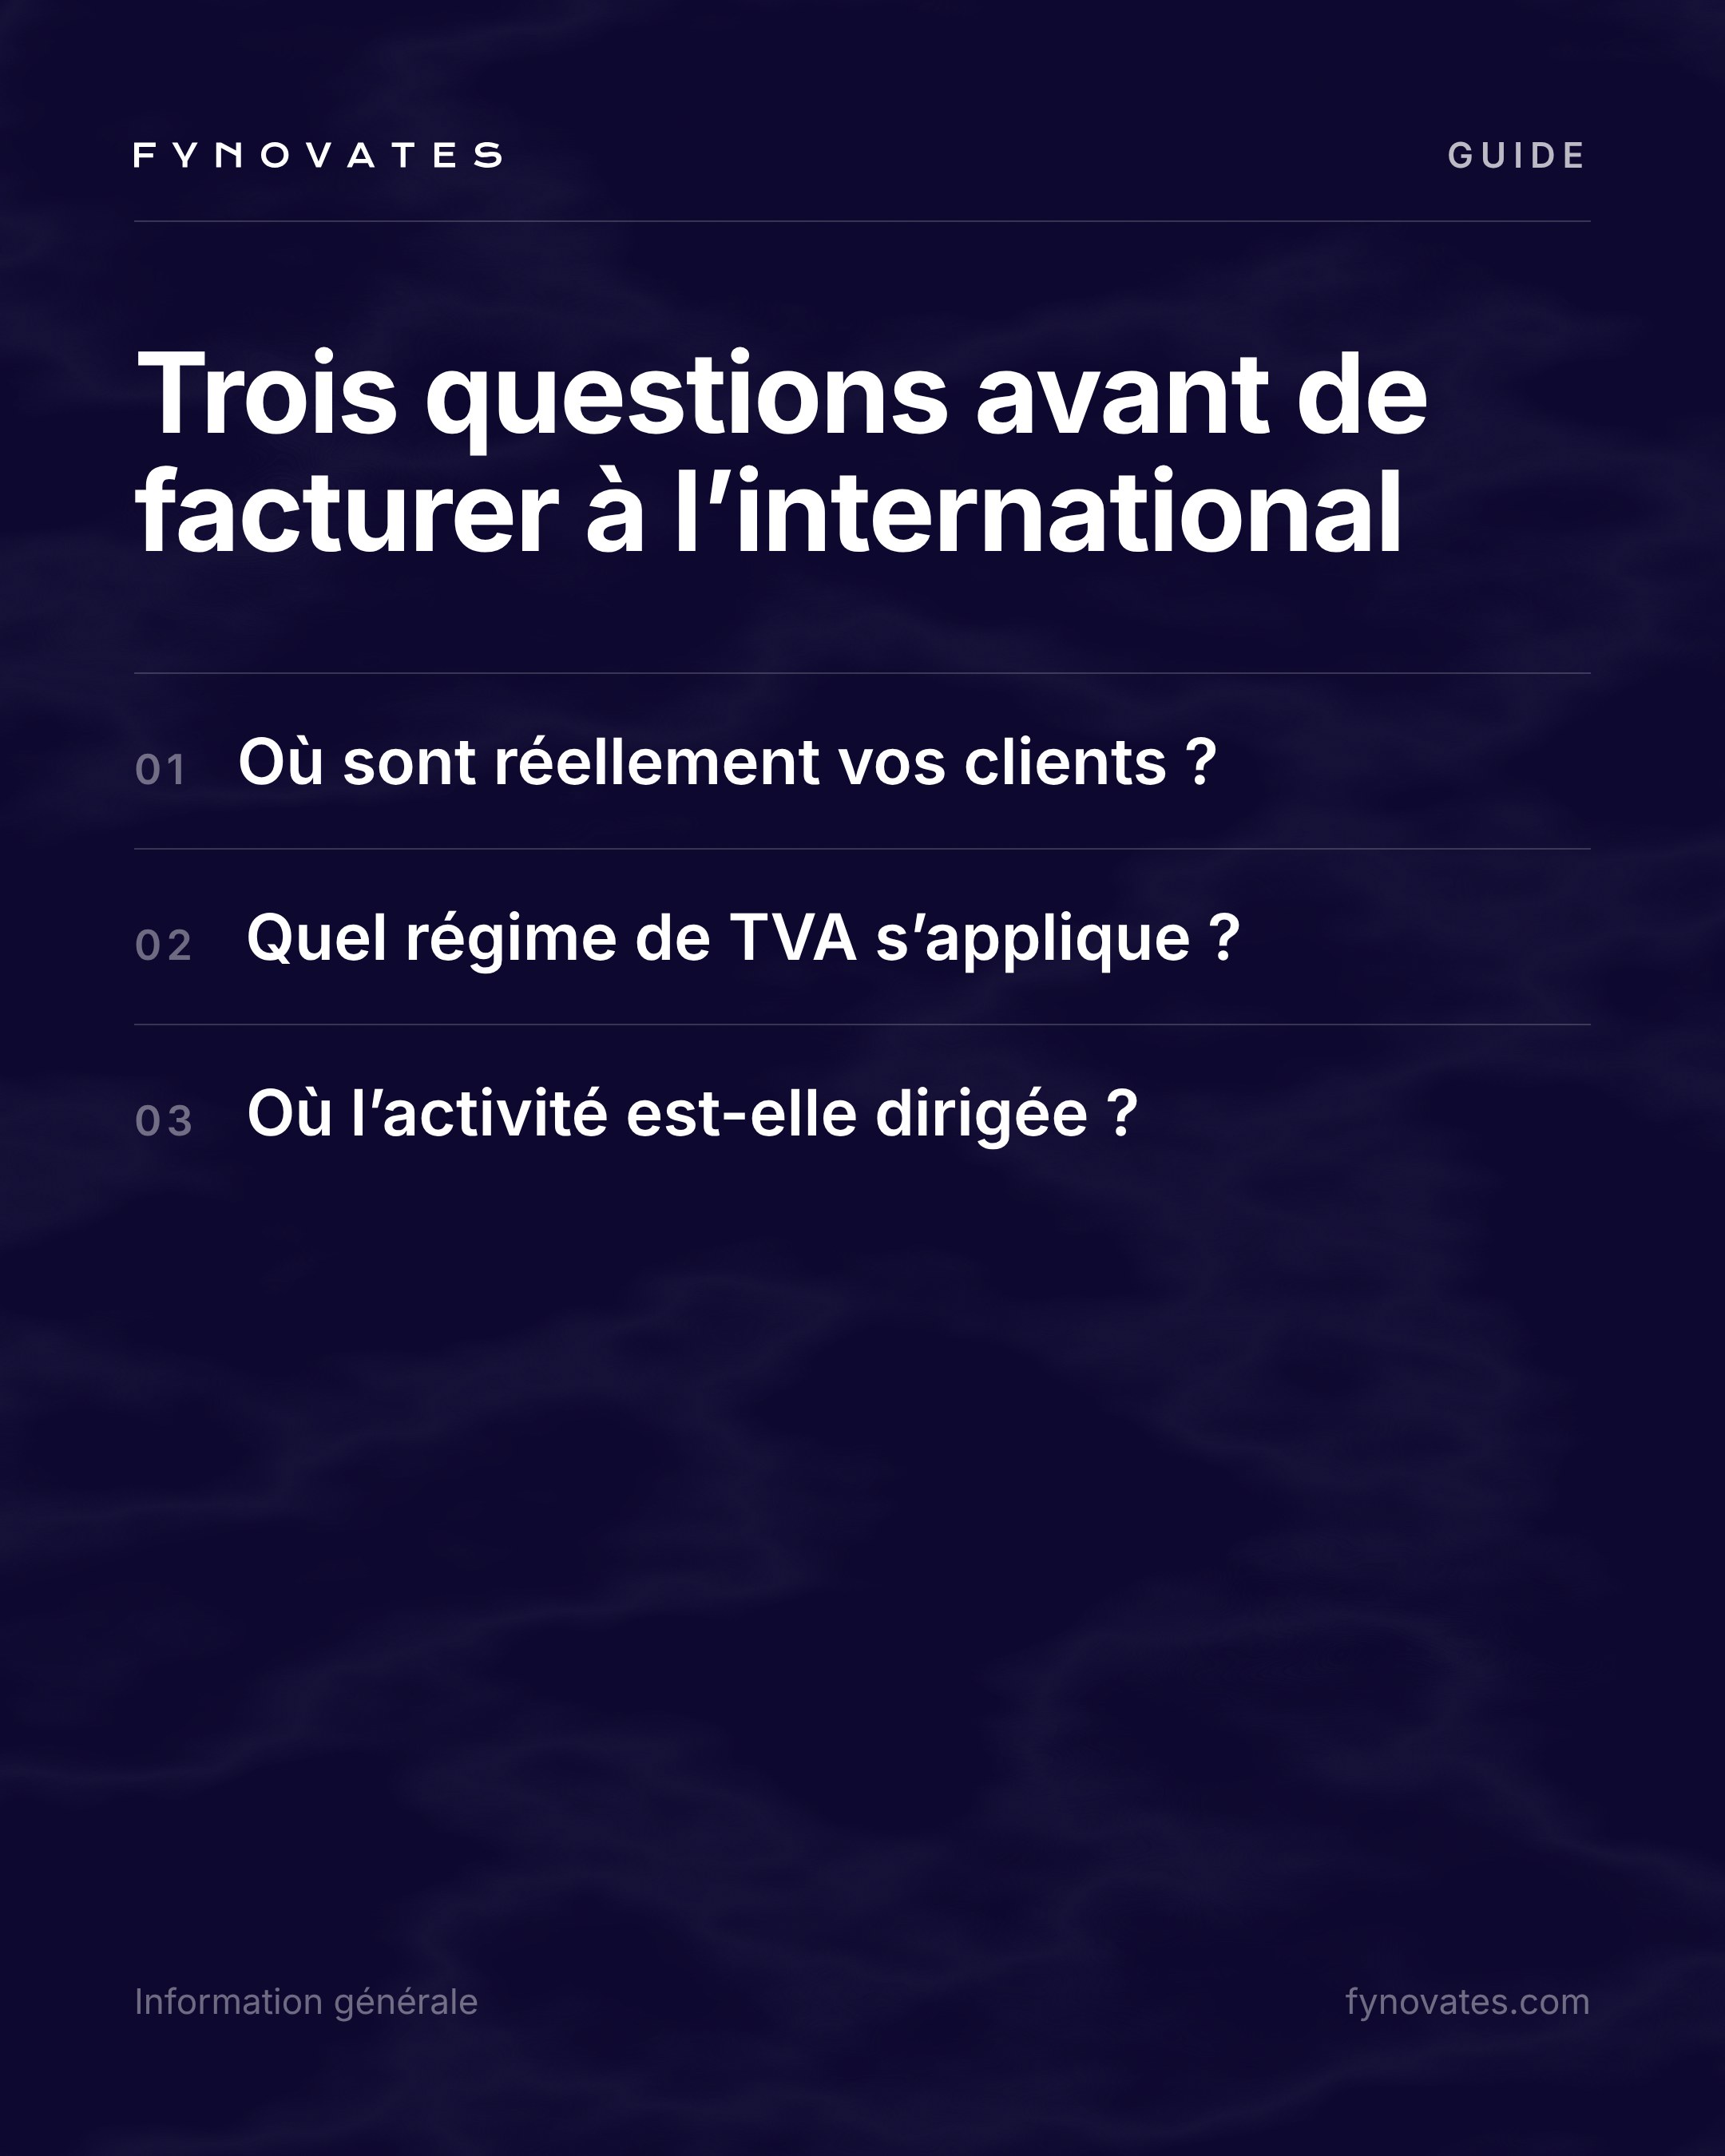 FYNOVATES
GUIDE
Trois questions avant de
facturer à l’international
01 Où sont réellement vos clients ?
02 Quel régime de TVA s’applique ?
03 Où l’activité est-elle dirigée ?
Information générale
fynovates.com